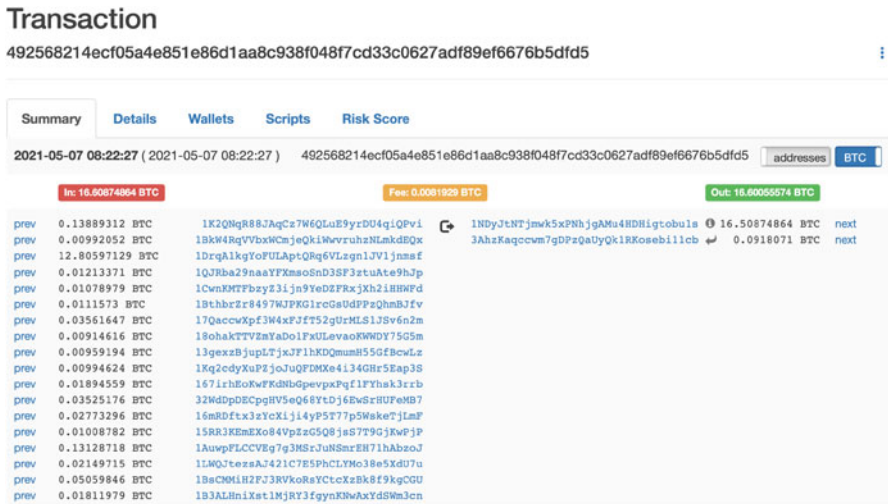 Transaction
492568214ecf05a4e851e86d1aa8c938f048f7cd33c0627adf89ef6676b5dfd5
Summary Details Wallets Scripts Risk Score
2021-05-07 08:22:27 ( 2021-05-07 08:22:27 ) 492568214ecf05a4e851e86d1aa8c938f048f7cd33c0627adf89ef6676b5dfd5 addresses BTC
In: 16.60874864 BTC Fee: 0.0081929 BTC Out: 16.60055574 BTC
prev 0.13889312 BTC 1K2QNqR88JAqCz7W6QLuE9yrDU4qiQPvi 1NDyJtNTjmwk5xPNhjgAMu4HDHigtobu1s 16.50874864 BTC next
prev 0.00992052 BTC 1BkW4RqVVbxWCmjeQkiWwvruhzNLmkdEQx 3AhzKaqccwm7gDPzQaUyQk1RKosebi11cb 0.0918071 BTC next
prev 12.80597129 BTC 1DrqAlkgYoFULAptQRq6VLzgn1JV1jnmsf
prev 0.01213371 BTC 1QJRba29naaYFXmsoSnD3SF3ztuAte9hJp
prev 0.01078979 BTC 1CwnKMTFbzyZ3ijn9YeDZFRxjXh2iHHWFd
prev 0.0111573 BTC 1BthbrZr8497WJPKG1rcGsUdPPzQhmBJfv
prev 0.03561647 BTC 17QaccwXpf3W4xFJfT52gUrMLS1JSv6n2m
prev 0.00914616 BTC 18ohakTTVZmYaDo1FxULevaoKWWDY75G5m
prev 0.00959194 BTC 13gexzBjupLTjxJF1hKDQmumH55GfBcwLz
prev 0.00994624 BTC 1Kq2cdyXuPZjoJuQFDMXe4i34GHr5Eap3S
prev 0.01894559 BTC 167irhEoKwFKdNbGpevpxPqf1FYhsk3rrb
prev 0.03525176 BTC 32WdDpDECpgHV5eQ68YtDj6EwSrHUFeMB7
prev 0.02773296 BTC 16mRDftx3zYcXiji4yP5T77p5WskeTjLmF
prev 0.01008782 BTC 15RR3KEmEXo84VpZzG5Q8jsS7T9GjKwPjP
prev 0.13128718 BTC 1AuwpFLCCVEg7g3MSrJuNSmrEH71hAbzoJ
prev 0.02149715 BTC 1LWQJtezsAJ421C7E5PhCLYMo38e5XdU7u
prev 0.05059846 BTC 1BsCMMiH2FJ3RVkoRsYCtcXzBk8f9kgCGU
prev 0.01811979 BTC 1B3ALHniXst1MjRY3fgynKNwAxYdSWm3cn